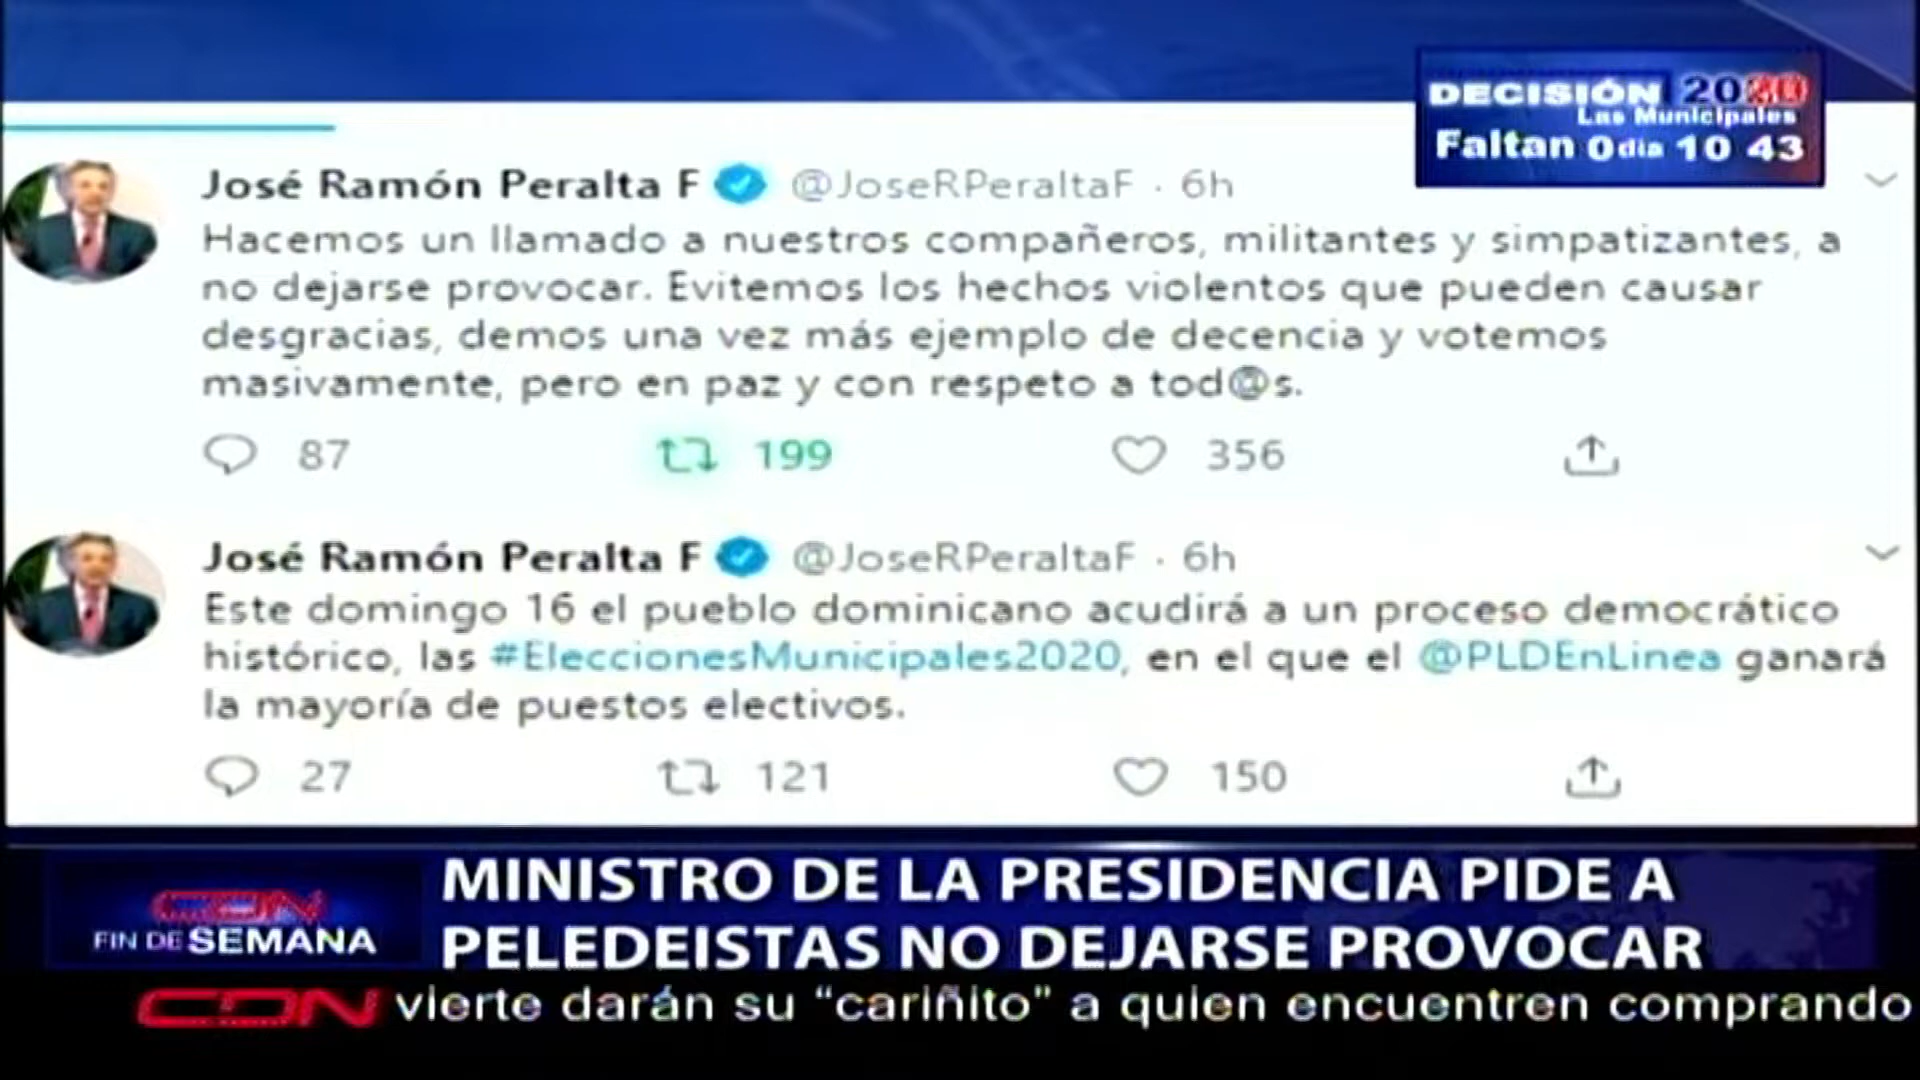 DECISIÓN 2020
Las Municipales
Faltan 0 día 10 43
José Ramón Peralta F @JoseRPeraltaF · 6h
Hacemos un llamado a nuestros compañeros, militantes y simpatizantes, a
no dejarse provocar. Evitemos los hechos violentos que pueden causar
desgracias, demos una vez más ejemplo de decencia y votemos
masivamente, pero en paz y con respeto a tod@s.
87 199 356
José Ramón Peralta F @JoseRPeraltaF · 6h
Este domingo 16 el pueblo dominicano acudirá a un proceso democrático
histórico, las #EleccionesMunicipales2020, en el que el @PLDEnLinea ganará
la mayoría de puestos electivos.
27 121 150
MINISTRO DE LA PRESIDENCIA PIDE A
PELEDEISTAS NO DEJARSE PROVOCAR
CDN
FIN DE SEMANA
CDN vierte darán su “cariñito” a quien encuentren comprando